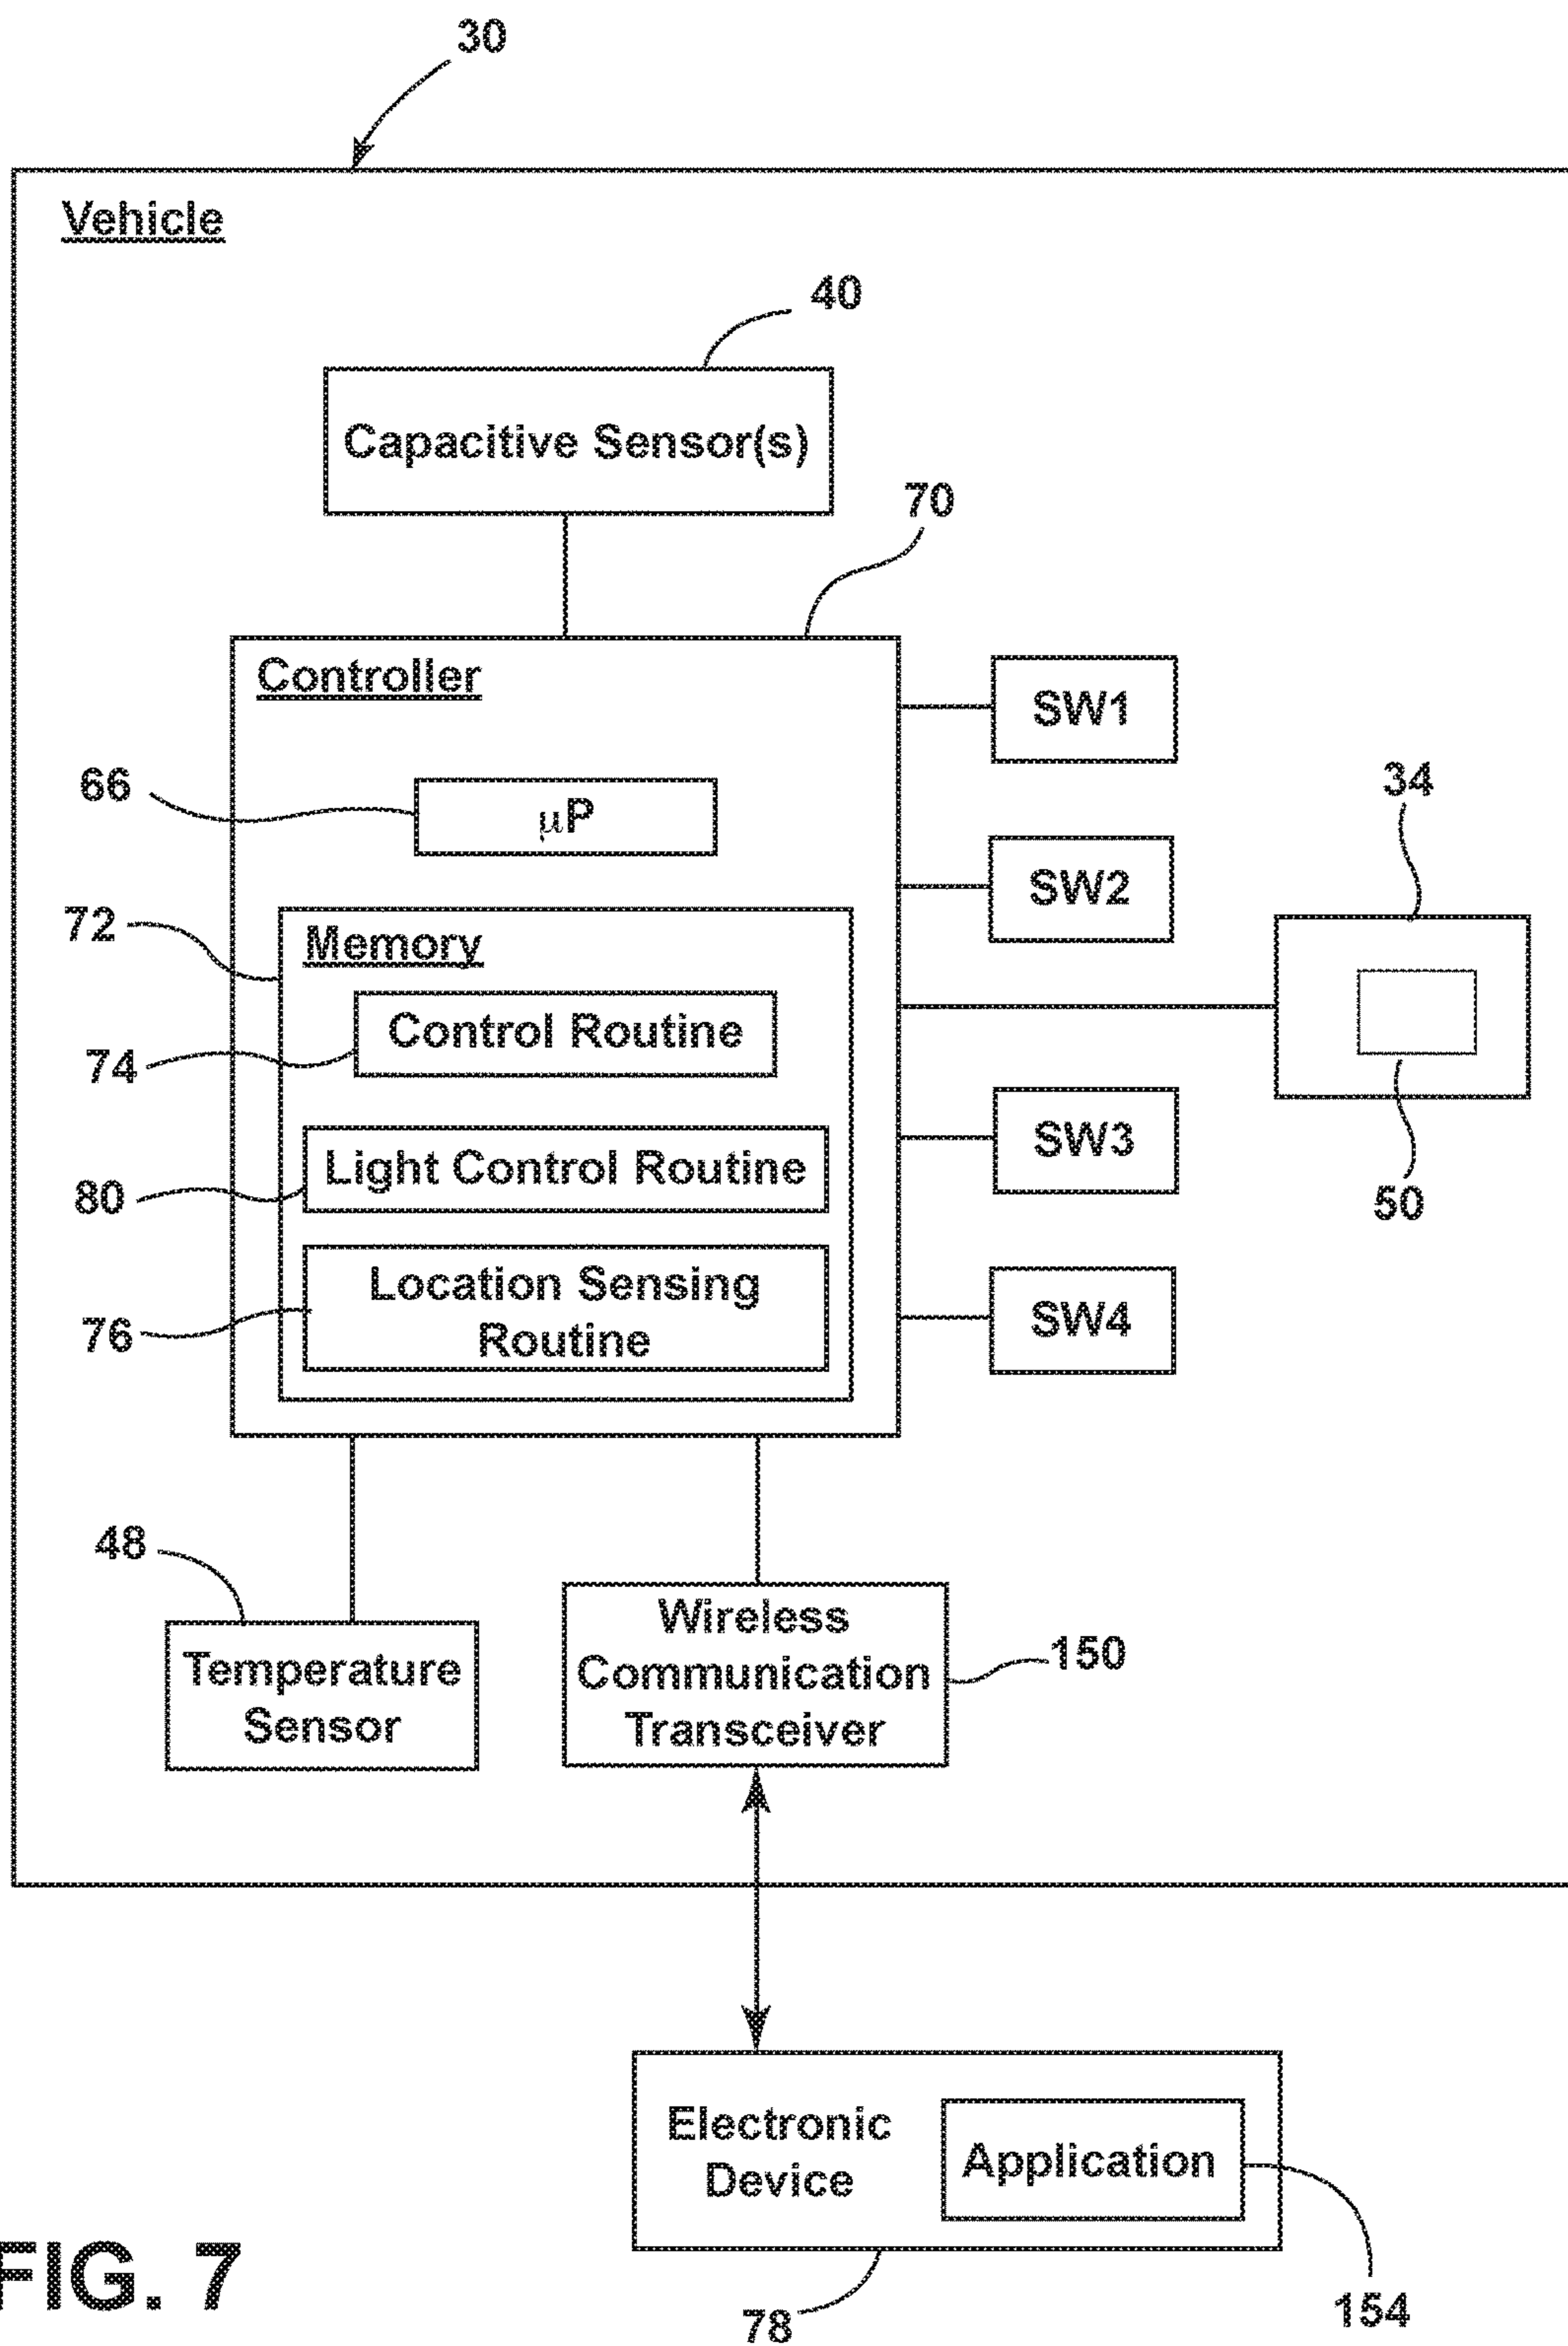 30
Vehicle
40
Capacitive Sensor(s)
70
Controller
SW1
66
μP
34
SW2
72
Memory
Control Routine
74
SW3
Light Control Routine
80
50
Location Sensing
Routine
76
SW4
48
Temperature
Sensor
Wireless
Communication
Transceiver
150
Electronic
Device
Application
FIG. 7
78
154